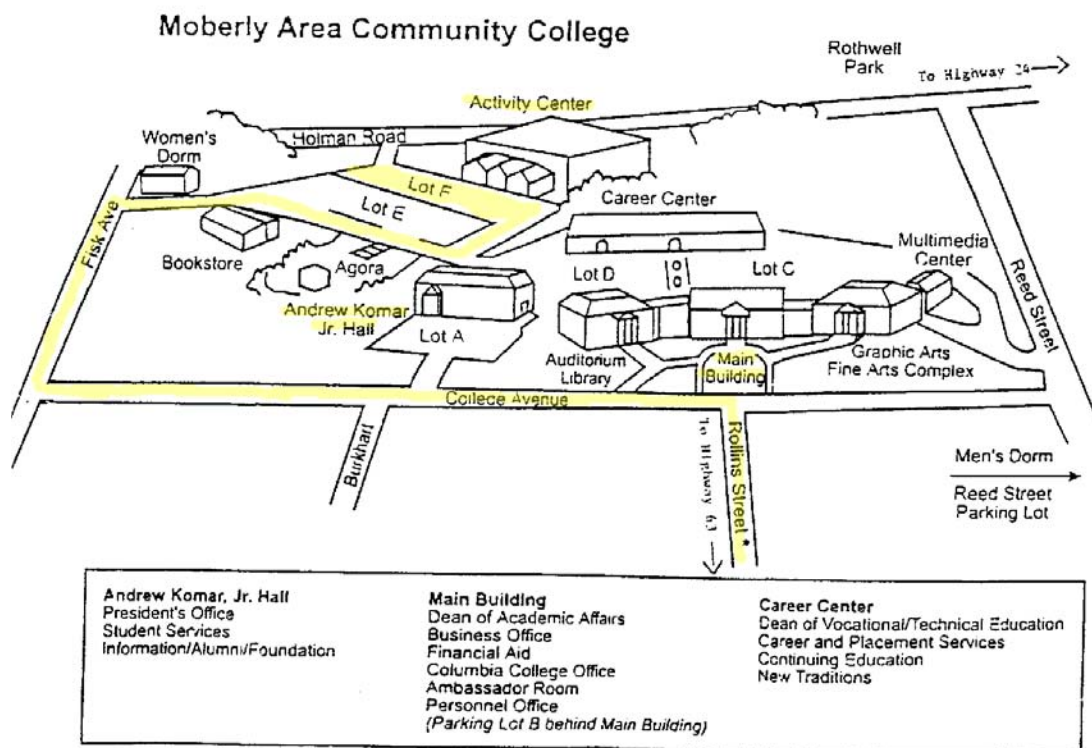 Moberly Area Community College
Rothwell
Park
To Highway 24
Activity Center
Women's
Dorm
Holman Road
Lot F
Lot E
Career Center
Fisk Ave
Bookstore
Agora
Multimedia
Center
Lot D
Lot C
Reed Street
Andrew Komar
Jr. Hall
Lot A
Auditorium
Library
Main
Building
Graphic Arts
Fine Arts Complex
College Avenue
Burkhart
To Highway 63
Rollins Street *
Men's Dorm
Reed Street
Parking Lot
Andrew Komar, Jr. Hall
President's Office
Student Services
Information/Alumni/Foundation
Main Building
Dean of Academic Affairs
Business Office
Financial Aid
Columbia College Office
Ambassador Room
Personnel Office
(Parking Lot B behind Main Building)
Career Center
Dean of Vocational/Technical Education
Career and Placement Services
Continuing Education
New Traditions